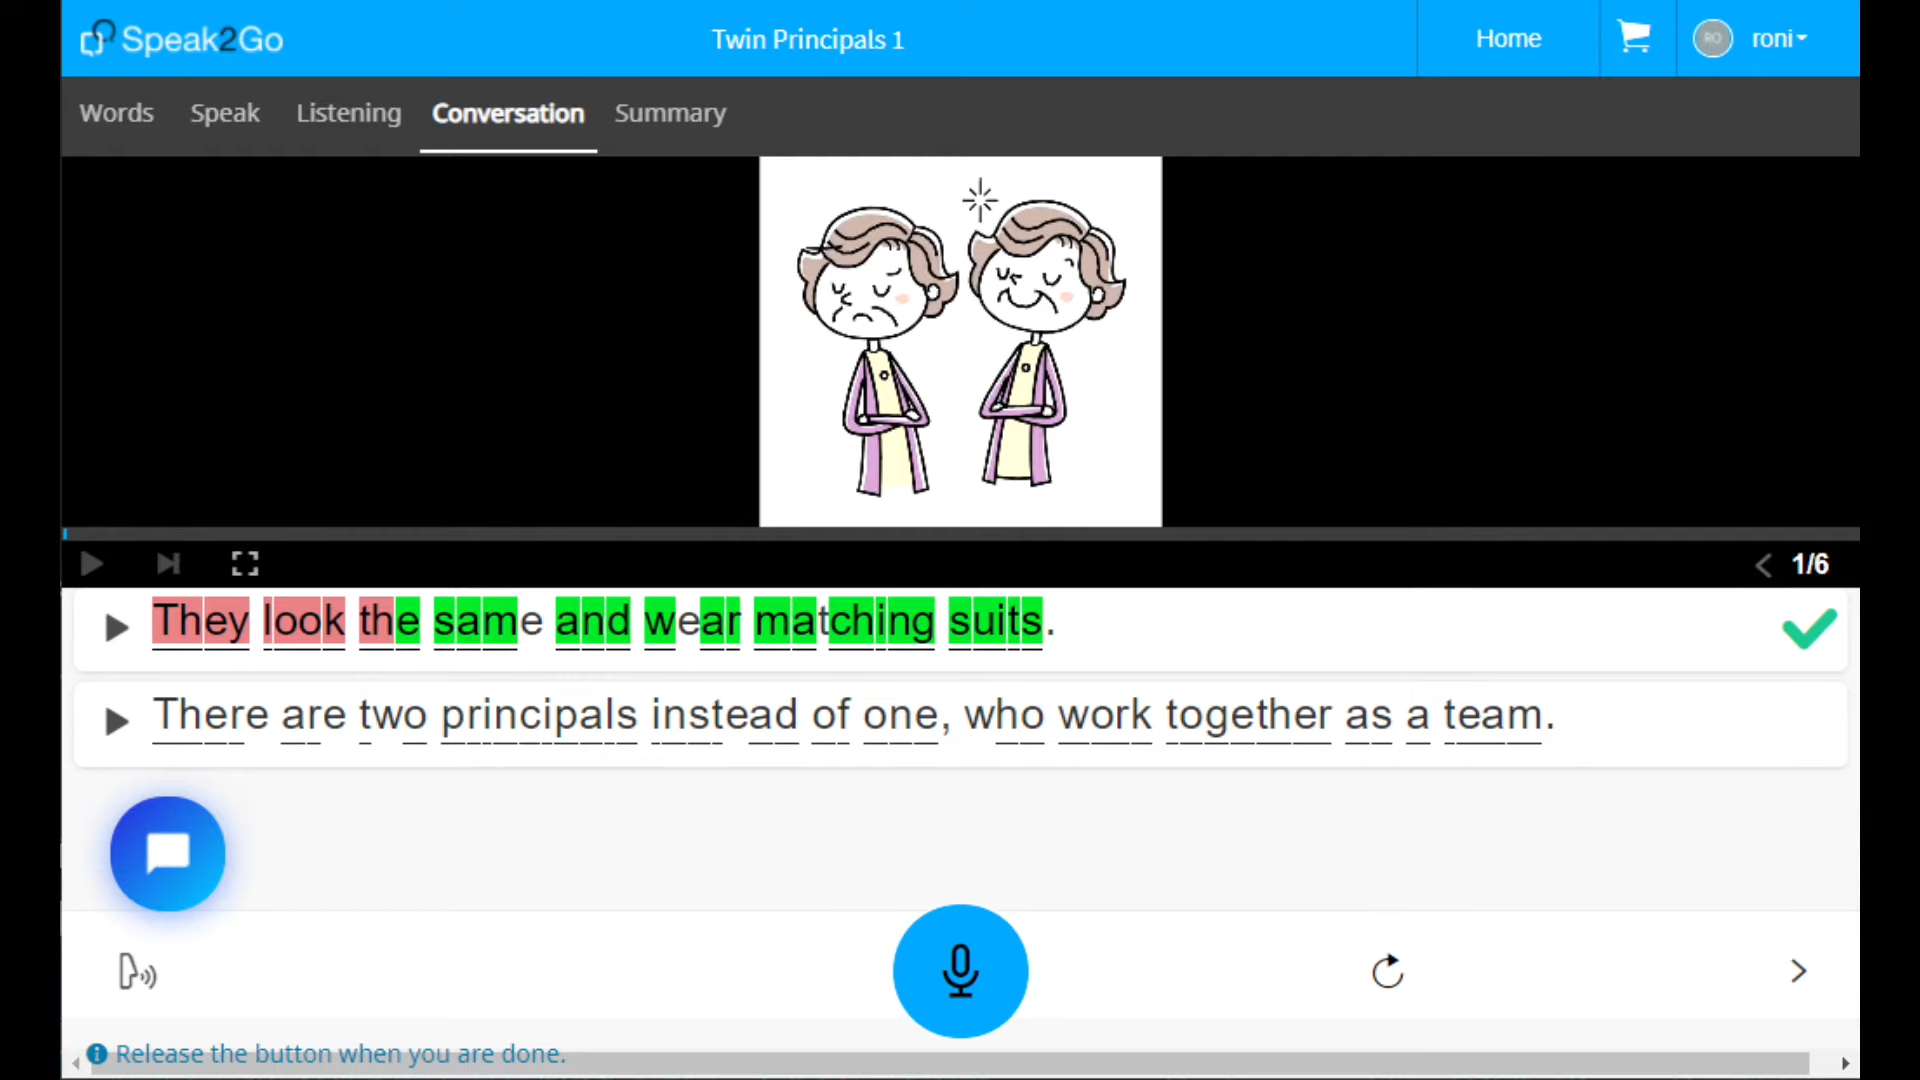 Speak2Go
Twin Principals 1
Home
RO
roni
Words
Speak
Listening
Conversation
Summary
1/6
They look the same and wear matching suits.
There are two principals instead of one, who work together as a team.
Release the button when you are done.